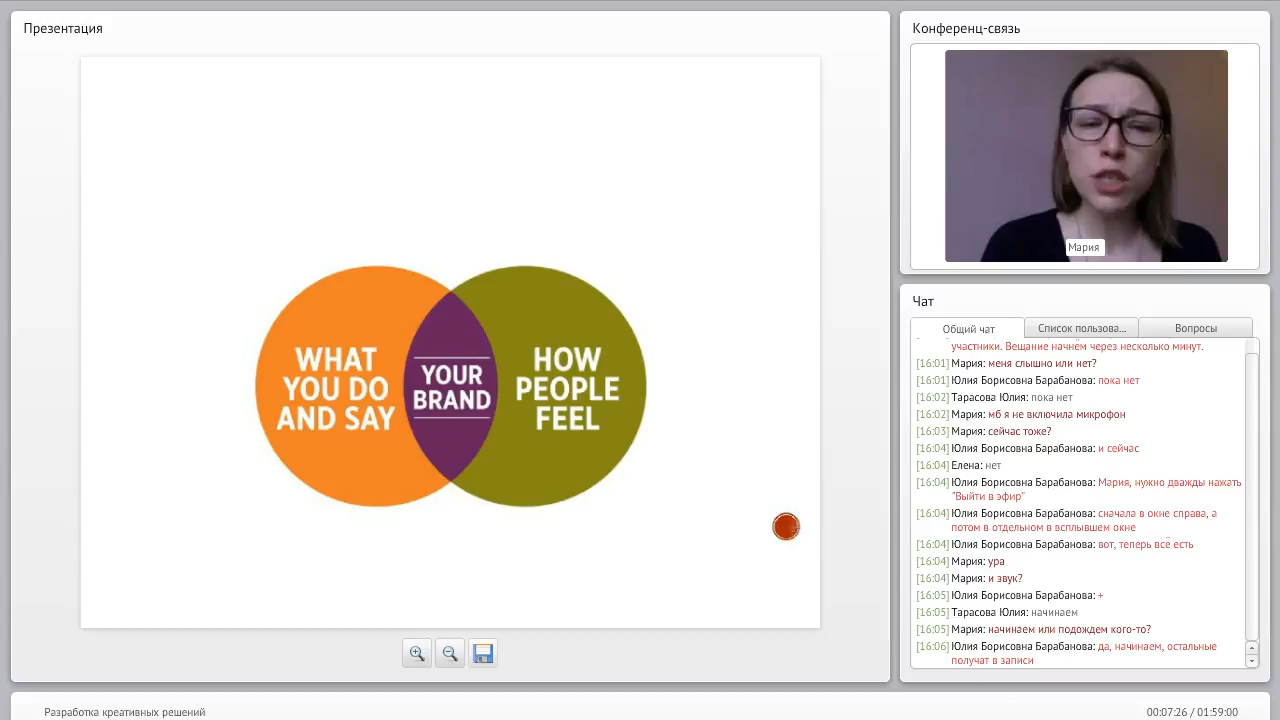 Презентация
WHAT
YOU DO
AND SAY
YOUR
BRAND
HOW
PEOPLE
FEEL
Конференц-связь
Мария
Чат
Общий чат
Список пользова...
Вопросы
участники. Вещание начнём через несколько минут.
[16:01] Мария: меня слышно или нет?
[16:01] Юлия Борисовна Барабанова: пока нет
[16:02] Тарасова Юлия: пока нет
[16:02] Мария: мб я не включила микрофон
[16:03] Мария: сейчас тоже?
[16:04] Юлия Борисовна Барабанова: и сейчас
[16:04] Елена: нет
[16:04] Юлия Борисовна Барабанова: Мария, нужно дважды нажать
"Выйти в эфир"
[16:04] Юлия Борисовна Барабанова: сначала в окне справа, а
потом в отдельном в всплывшем окне
[16:04] Юлия Борисовна Барабанова: вот, теперь всё есть
[16:04] Мария: ура
[16:04] Мария: и звук?
[16:05] Юлия Борисовна Барабанова: +
[16:05] Тарасова Юлия: начинаем
[16:05] Мария: начинаем или подождем кого-то?
[16:06] Юлия Борисовна Барабанова: да, начинаем, остальные
получат в записи
Разработка креативных решений
00:07:26 / 01:59:00